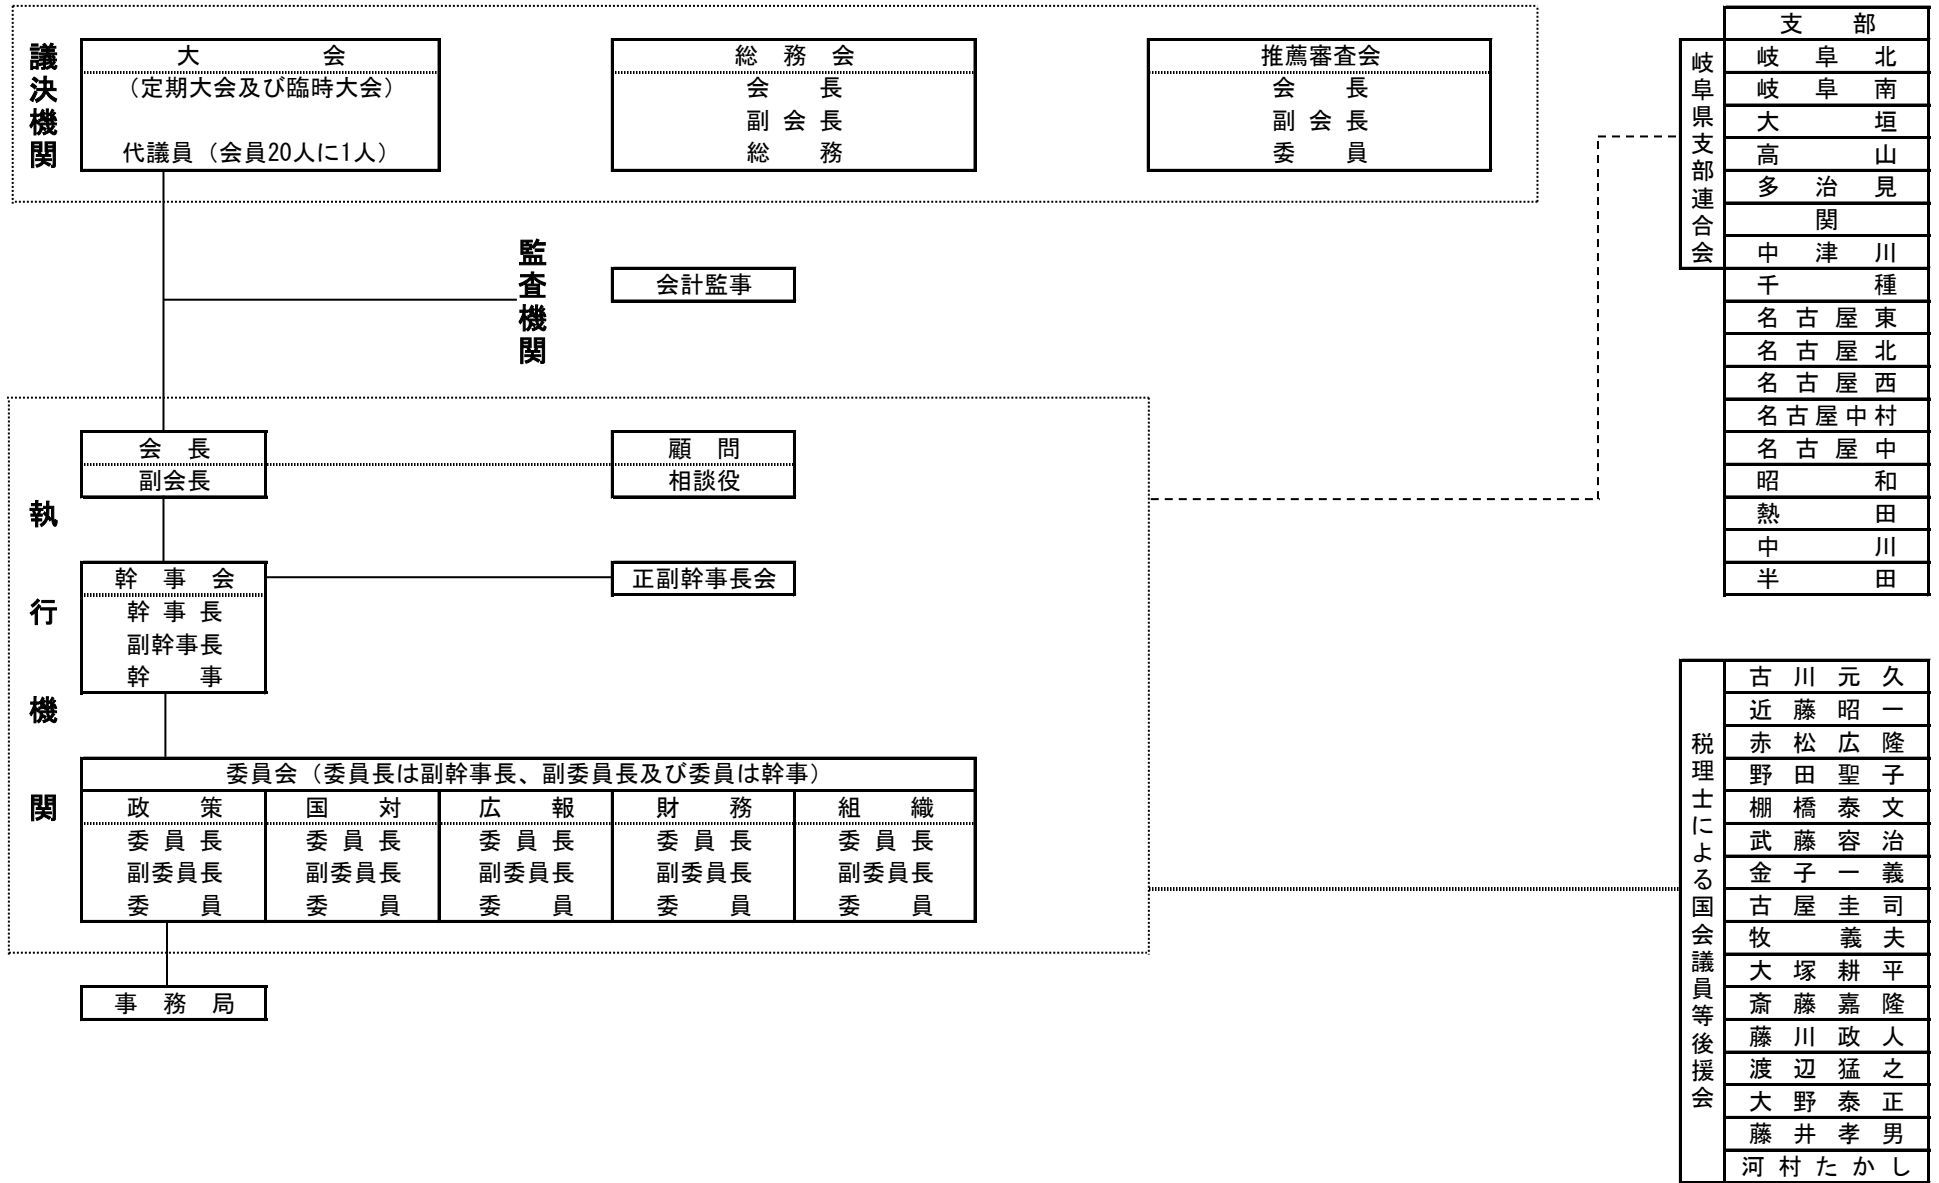 議決機関
大会
（定期大会及び臨時大会）
代議員（会員20人に1人）
総務会
会長
副会長
総務
推薦審査会
会長
副会長
委員
監査機関
会計監事
執行機関
会長
副会長
顧問
相談役
幹事会
幹事長
副幹事長
幹事
正副幹事長会
委員会（委員長は副幹事長、副委員長及び委員は幹事）
政策
委員長
副委員長
委員
国対
委員長
副委員長
委員
広報
委員長
副委員長
委員
財務
委員長
副委員長
委員
組織
委員長
副委員長
委員
事務局
支部
岐阜県支部連合会
岐阜北
岐阜南
大垣
高山
多治見
関
中津川
千種
名古屋東
名古屋北
名古屋西
名古屋中村
名古屋中
昭和
熱田
中川
半田
税理士による国会議員等後援会
古川元久
近藤昭一
赤松広隆
野田聖子
棚橋泰文
武藤容治
金子一義
古屋圭司
牧義夫
大塚耕平
斎藤嘉隆
藤川政人
渡辺猛之
大野泰正
藤井孝男
河村たかし